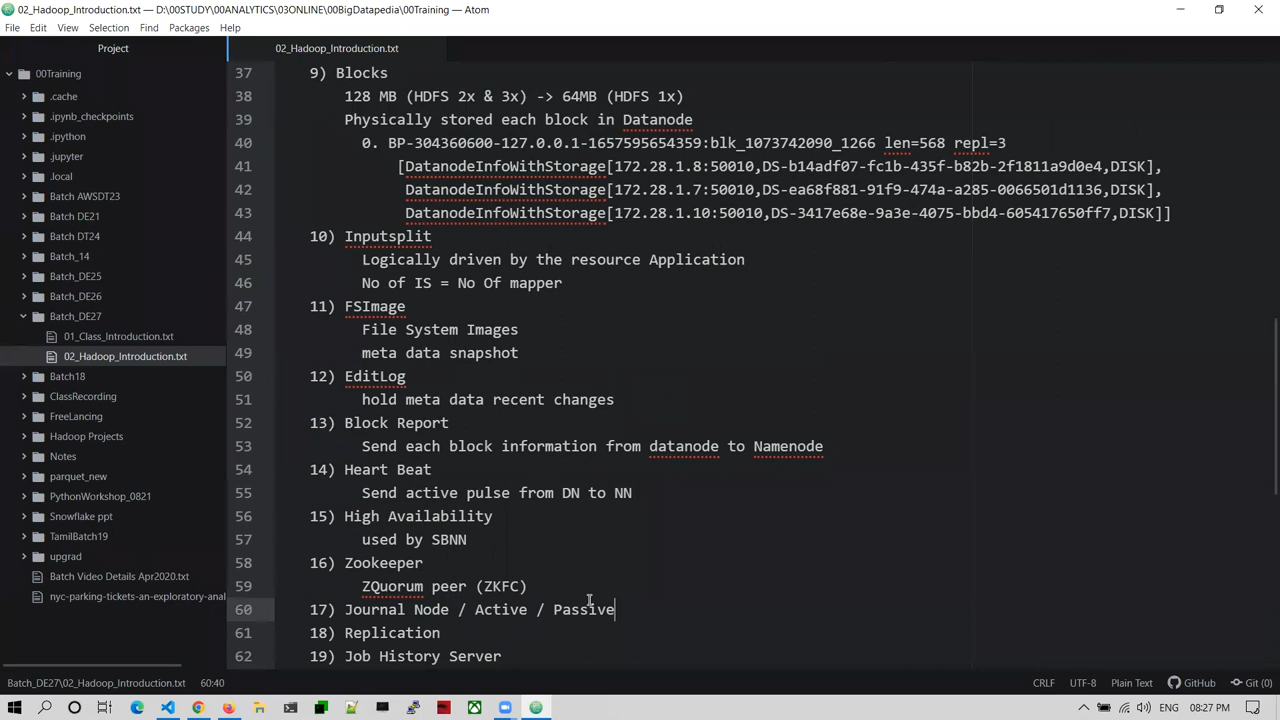 02_Hadoop_Introduction.txt — D:\00STUDY\00ANALYTICS\03ONLINE\00BigDatapedia\00Training — Atom
File Edit View Selection Find Packages Help
Project
02_Hadoop_Introduction.txt
00Training
.cache
.ipynb_checkpoints
.ipython
.jupyter
.local
Batch AWSDT23
Batch DE21
Batch DT24
Batch_14
Batch_DE25
Batch_DE26
Batch_DE27
01_Class_Introduction.txt
02_Hadoop_Introduction.txt
Batch18
ClassRecording
FreeLancing
Hadoop Projects
Notes
parquet_new
PythonWorkshop_0821
Snowflake ppt
TamilBatch19
upgrad
Batch Video Details Apr2020.txt
nyc-parking-tickets-an-exploratory-anal
37 9) Blocks
38 128 MB (HDFS 2x & 3x) -> 64MB (HDFS 1x)
39 Physically stored each block in Datanode
40 0. BP-304360600-127.0.0.1-1657595654359:blk_1073742090_1266 len=568 repl=3
41 [DatanodeInfoWithStorage[172.28.1.8:50010,DS-b14adf07-fc1b-435f-b82b-2f1811a9d0e4,DISK],
42 DatanodeInfoWithStorage[172.28.1.7:50010,DS-ea68f881-91f9-474a-a285-0066501d1136,DISK],
43 DatanodeInfoWithStorage[172.28.1.10:50010,DS-3417e68e-9a3e-4075-bbd4-605417650ff7,DISK]]
44 10) Inputsplit
45 Logically driven by the resource Application
46 No of IS = No Of mapper
47 11) FSImage
48 File System Images
49 meta data snapshot
50 12) EditLog
51 hold meta data recent changes
52 13) Block Report
53 Send each block information from datanode to Namenode
54 14) Heart Beat
55 Send active pulse from DN to NN
56 15) High Availability
57 used by SBNN
58 16) Zookeeper
59 ZQuorum peer (ZKFC)
60 17) Journal Node / Active / Passive
61 18) Replication
62 19) Job History Server
Batch_DE27\02_Hadoop_Introduction.txt 60:40 CRLF UTF-8 Plain Text GitHub Git (0)
ENG 08:27 PM